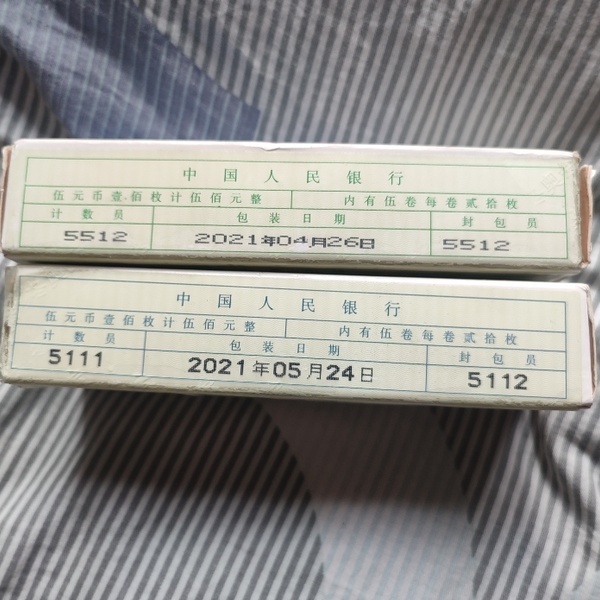 中国人民银行
伍元币壹佰枚计伍佰元整 内有伍卷每卷贰拾枚
计数员 包装日期 封包员
5512 2021年04月26日 5512
中国人民银行
伍元币壹佰枚计伍佰元整 内有伍卷每卷贰拾枚
计数员 包装日期 封包员
5111 2021年05月24日 5112